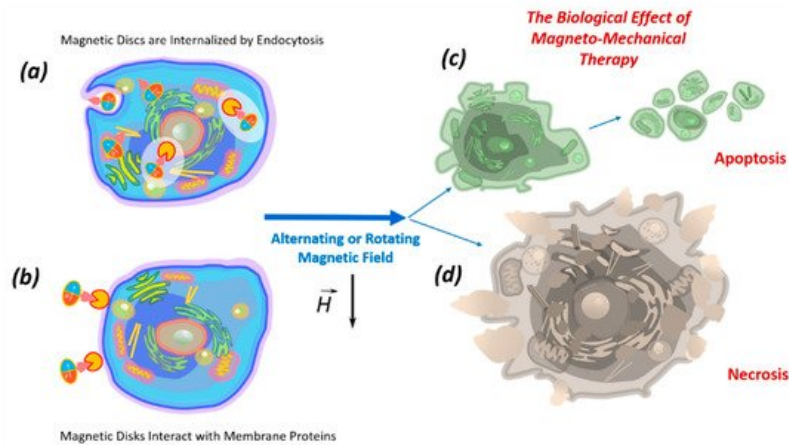 Magnetic Discs are Internalized by Endocytosis
The Biological Effect of
Magneto-Mechanical
Therapy
(a)
(c)
Apoptosis
Alternating or Rotating
Magnetic Field
(b)
H
(d)
Necrosis
Magnetic Disks Interact with Membrane Proteins